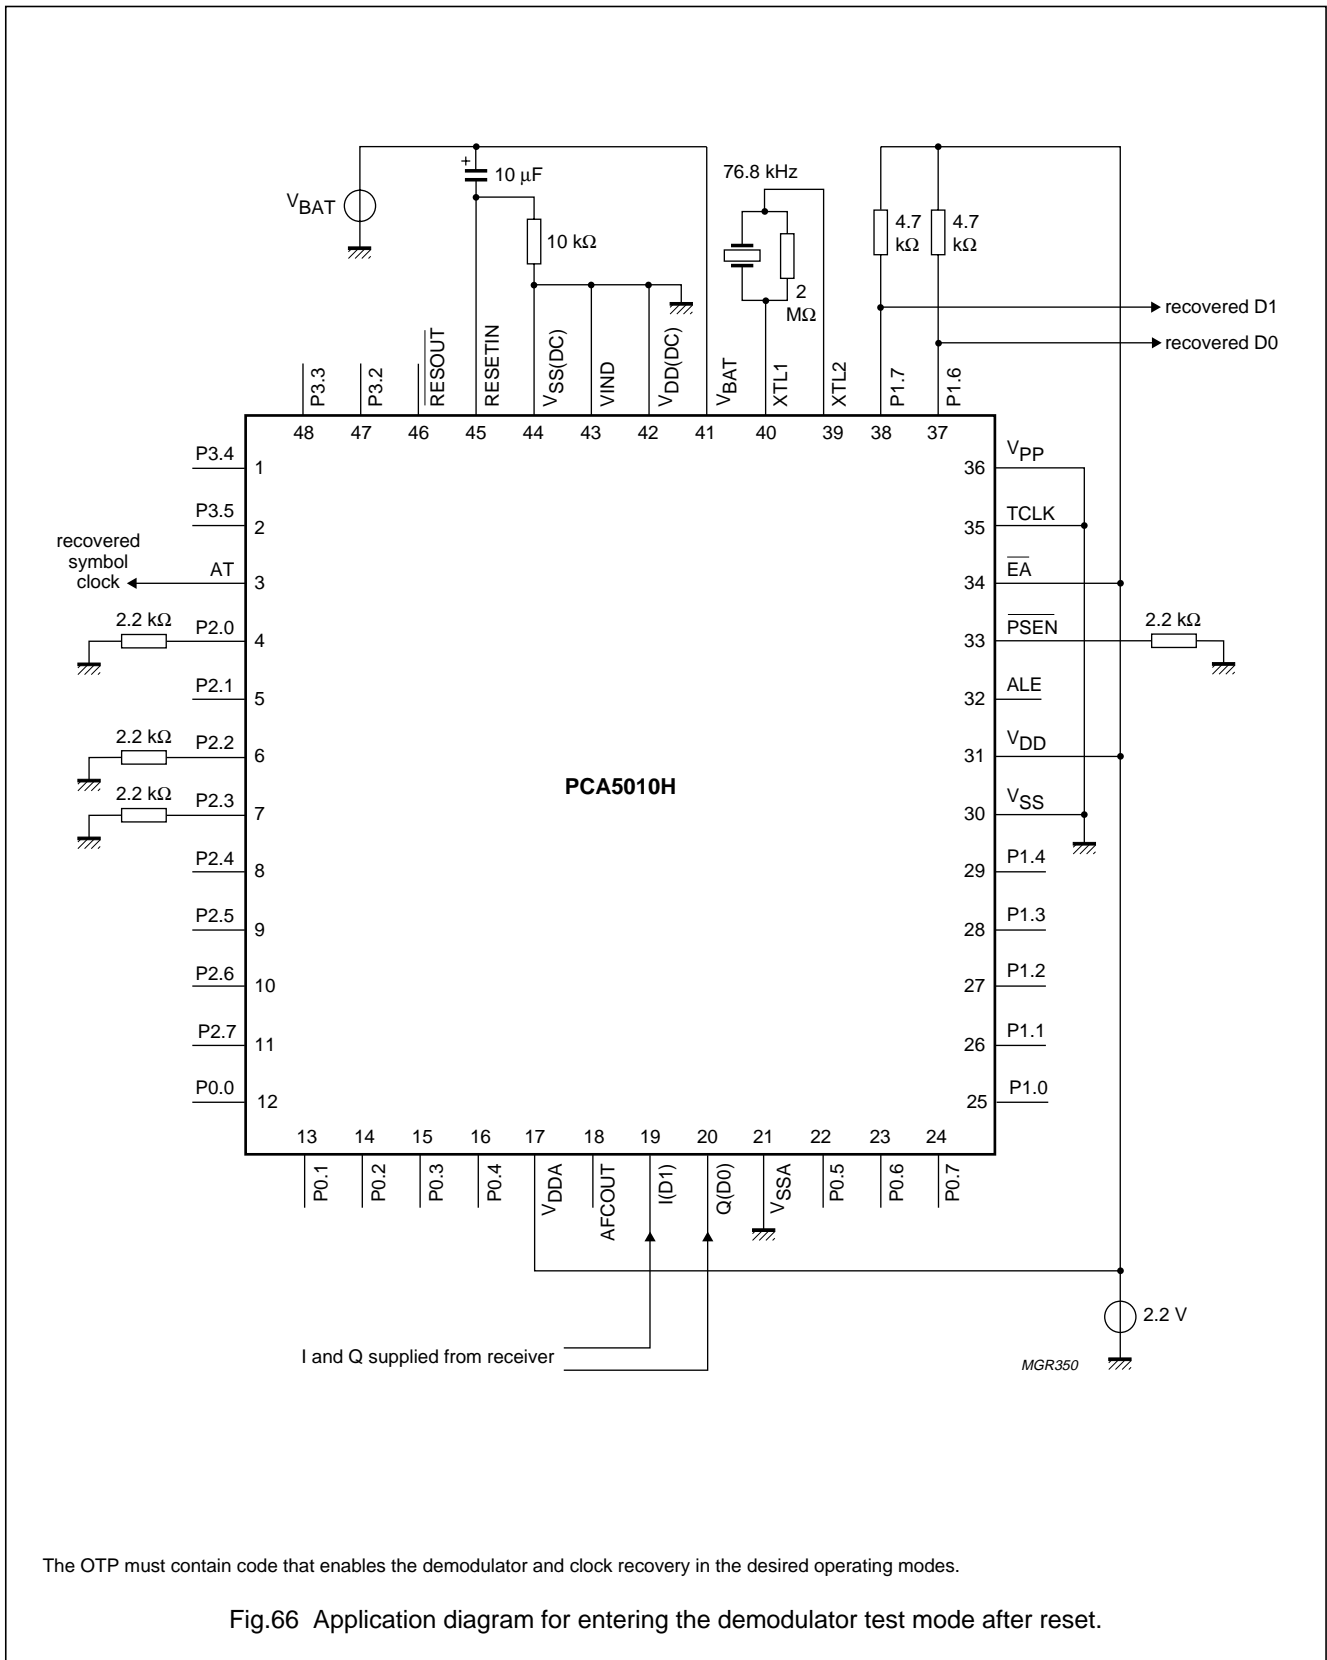 VBAT
+
10 μF
10 kΩ
76.8 kHz
2
MΩ
4.7
kΩ
4.7
kΩ
recovered D1
recovered D0
P3.3
P3.2
RESOUT
RESETIN
VSS(DC)
VIND
VDD(DC)
VBAT
XTL1
XTL2
P1.7
P1.6
48
47
46
45
44
43
42
41
40
39
38
37
P3.4
1
P3.5
2
recovered
symbol
clock
AT
3
2.2 kΩ
P2.0
4
P2.1
5
2.2 kΩ
P2.2
6
2.2 kΩ
P2.3
7
P2.4
8
P2.5
9
P2.6
10
P2.7
11
P0.0
12
PCA5010H
36
VPP
35
TCLK
34
EA
33
PSEN
2.2 kΩ
32
ALE
31
VDD
30
VSS
29
P1.4
28
P1.3
27
P1.2
26
P1.1
25
P1.0
13
14
15
16
17
18
19
20
21
22
23
24
P0.1
P0.2
P0.3
P0.4
VDDA
AFCOUT
I(D1)
Q(D0)
VSSA
P0.5
P0.6
P0.7
2.2 V
I and Q supplied from receiver
MGR350
The OTP must contain code that enables the demodulator and clock recovery in the desired operating modes.
Fig.66 Application diagram for entering the demodulator test mode after reset.